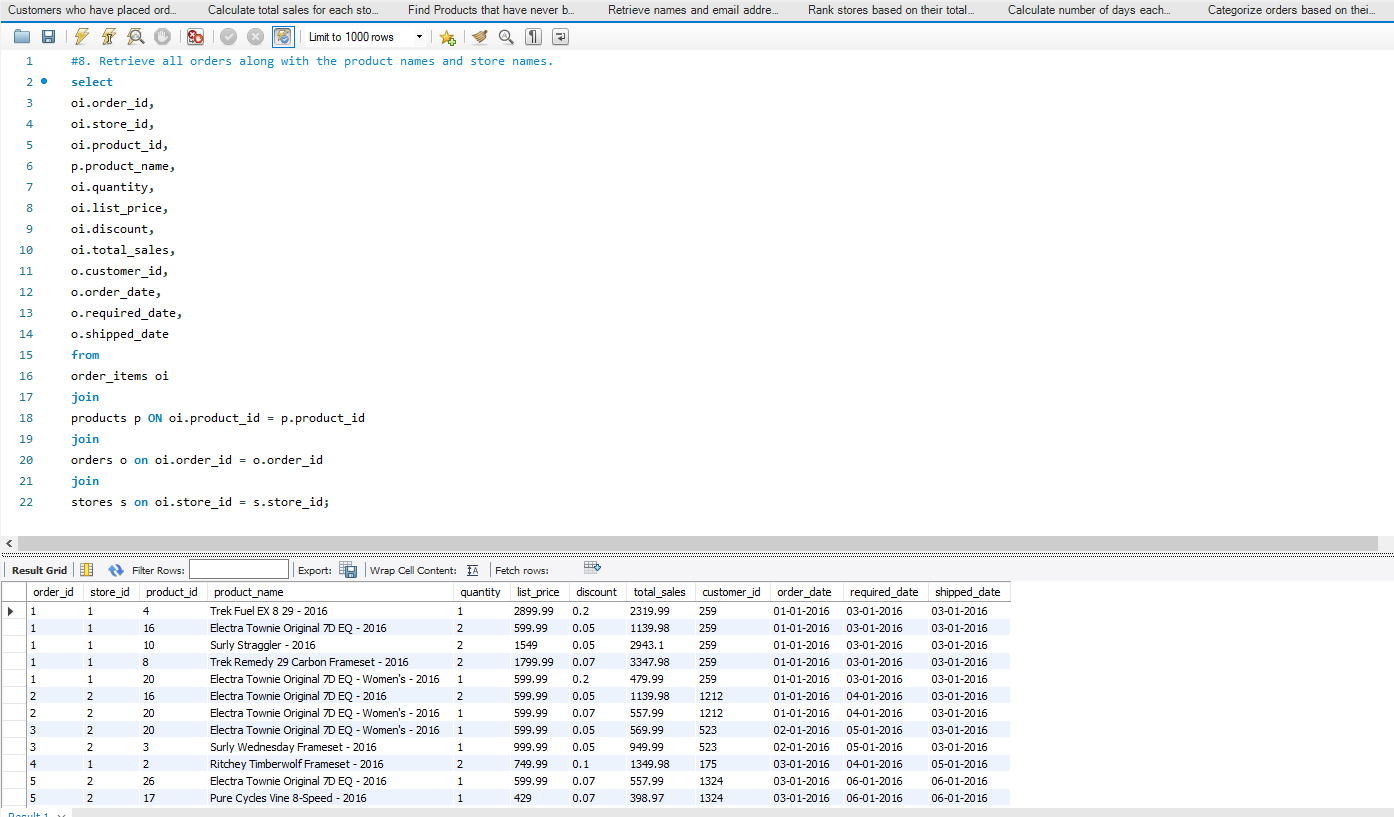 Customers who have placed ord... Calculate total sales for each sto... Find Products that have never b... Retrieve names and email addre... Rank stores based on their total... Calculate number of days each... Categorize orders based on thei...
Limit to 1000 rows
1 #8. Retrieve all orders along with the product names and store names.
2 select
3 oi.order_id,
4 oi.store_id,
5 oi.product_id,
6 p.product_name,
7 oi.quantity,
8 oi.list_price,
9 oi.discount,
10 oi.total_sales,
11 o.customer_id,
12 o.order_date,
13 o.required_date,
14 o.shipped_date
15 from
16 order_items oi
17 join
18 products p ON oi.product_id = p.product_id
19 join
20 orders o on oi.order_id = o.order_id
21 join
22 stores s on oi.store_id = s.store_id;
Result Grid Filter Rows: Export: Wrap Cell Content: Fetch rows:
order_id store_id product_id product_name quantity list_price discount total_sales customer_id order_date required_date shipped_date
1 1 4 Trek Fuel EX 8 29 - 2016 1 2899.99 0.2 2319.99 259 01-01-2016 03-01-2016 03-01-2016
1 1 16 Electra Townie Original 7D EQ - 2016 2 599.99 0.05 1139.98 259 01-01-2016 03-01-2016 03-01-2016
1 1 10 Surly Straggler - 2016 2 1549 0.05 2943.1 259 01-01-2016 03-01-2016 03-01-2016
1 1 8 Trek Remedy 29 Carbon Frameset - 2016 2 1799.99 0.07 3347.98 259 01-01-2016 03-01-2016 03-01-2016
1 1 20 Electra Townie Original 7D EQ - Women's - 2016 1 599.99 0.2 479.99 259 01-01-2016 03-01-2016 03-01-2016
2 2 16 Electra Townie Original 7D EQ - 2016 2 599.99 0.05 1139.98 1212 01-01-2016 04-01-2016 03-01-2016
2 2 20 Electra Townie Original 7D EQ - Women's - 2016 1 599.99 0.07 557.99 1212 01-01-2016 04-01-2016 03-01-2016
3 2 20 Electra Townie Original 7D EQ - Women's - 2016 1 599.99 0.05 569.99 523 02-01-2016 05-01-2016 03-01-2016
3 2 3 Surly Wednesday Frameset - 2016 1 999.99 0.05 949.99 523 02-01-2016 05-01-2016 03-01-2016
4 1 2 Ritchey Timberwolf Frameset - 2016 2 749.99 0.1 1349.98 175 03-01-2016 04-01-2016 05-01-2016
5 2 26 Electra Townie Original 7D EQ - 2016 1 599.99 0.07 557.99 1324 03-01-2016 06-01-2016 06-01-2016
5 2 17 Pure Cycles Vine 8-Speed - 2016 1 429 0.07 398.97 1324 03-01-2016 06-01-2016 06-01-2016
Result 1